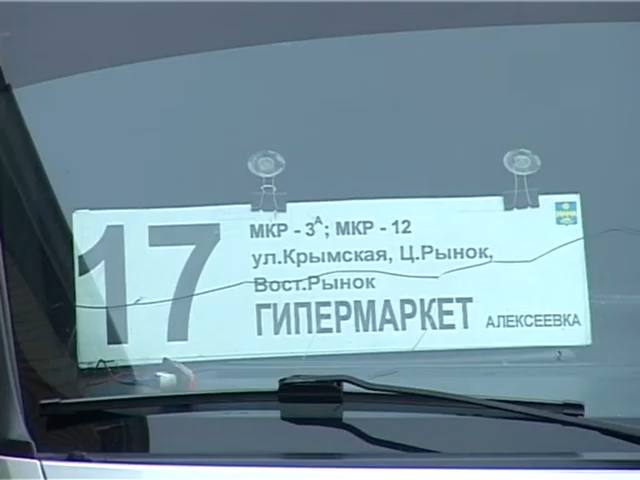 17
МКР - 3А; МКР - 12
ул.Крымская, Ц.Рынок,
Вост.Рынок
ГИПЕРМАРКЕТ АЛЕКСЕЕВКА